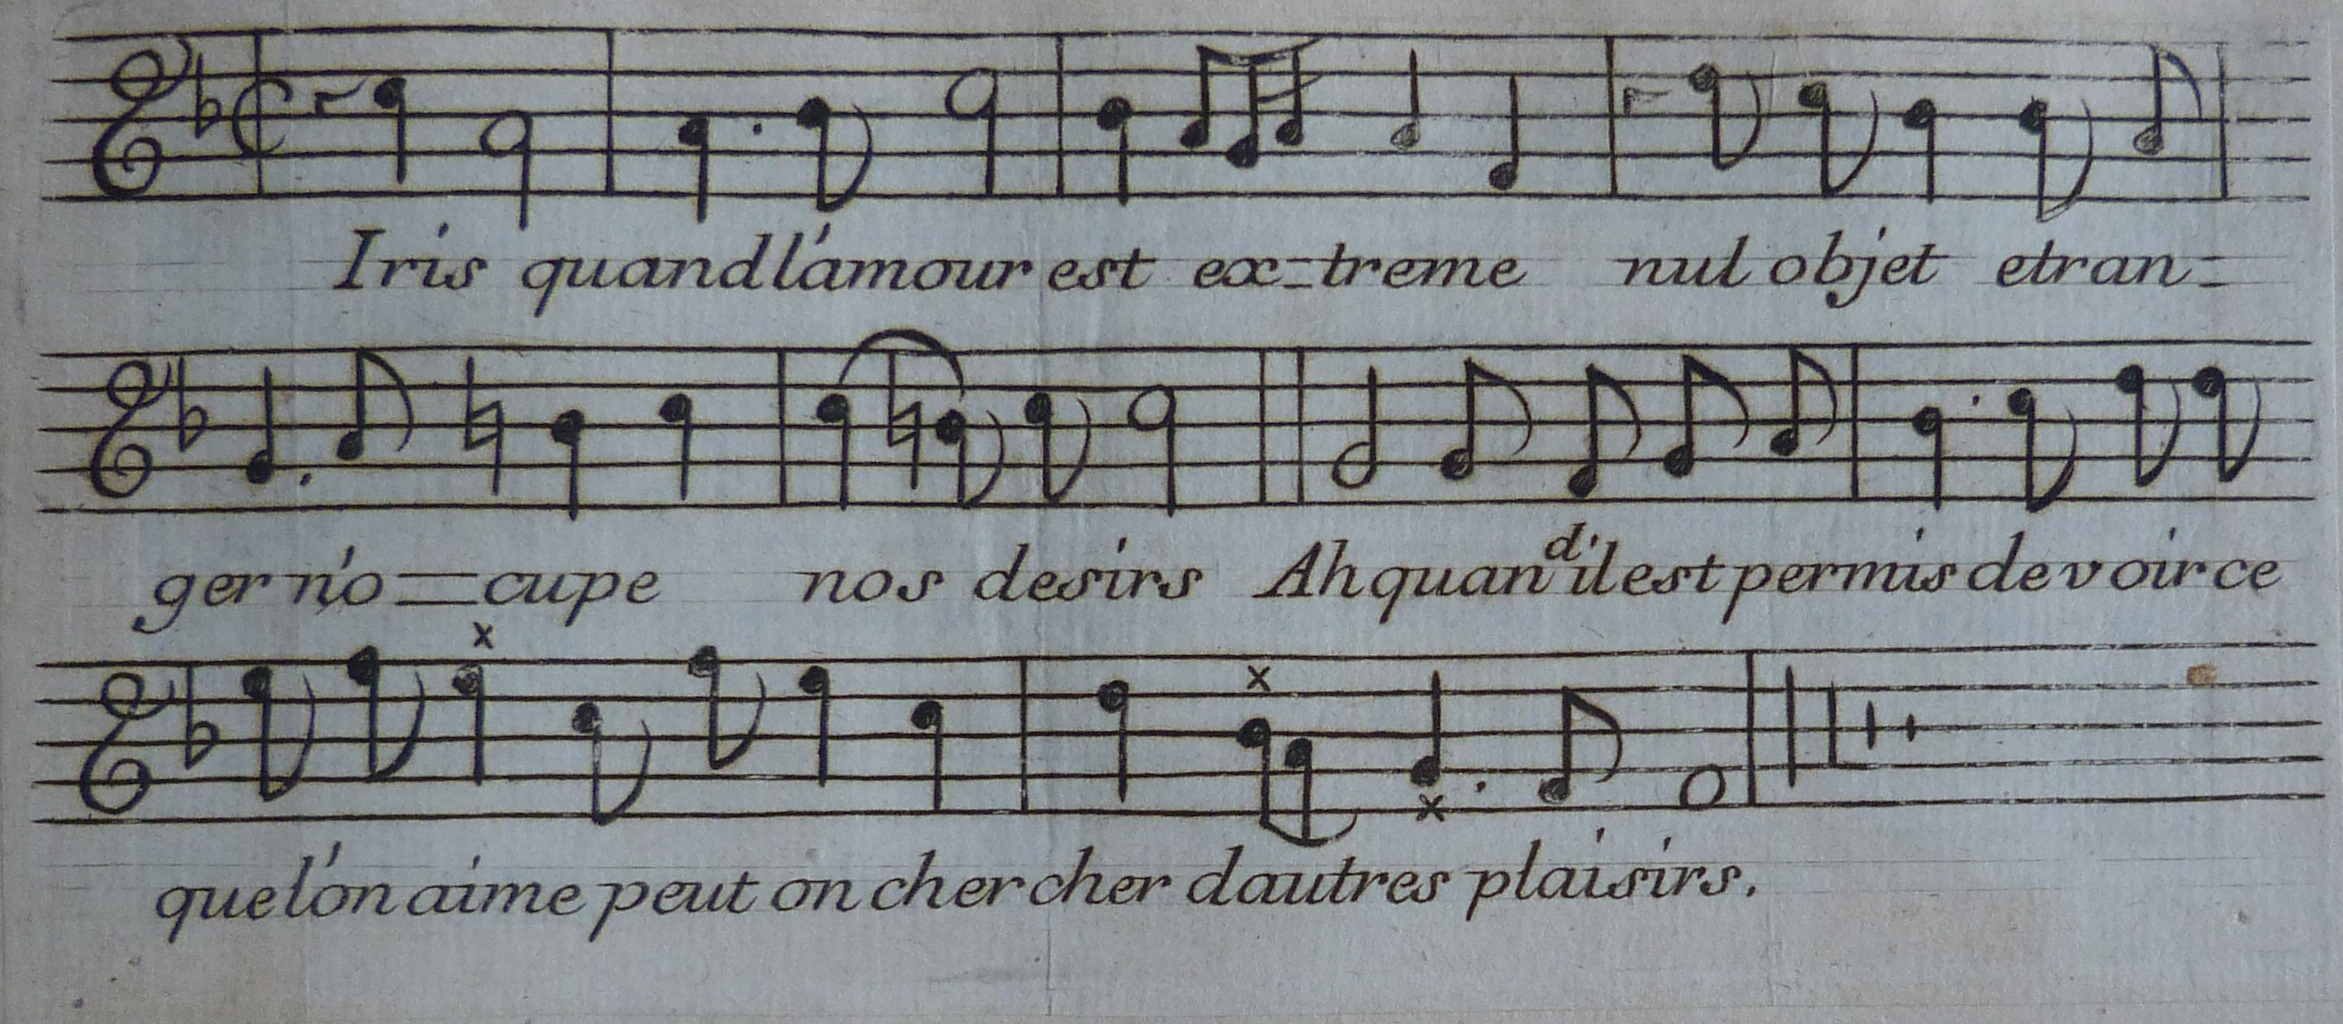 Iris quand l'amour est ex-treme nul objet etran-
ger n'o-cupe nos desirs Ah quand il est permis de voir ce
que l'on aime peut on chercher dautres plaisirs.